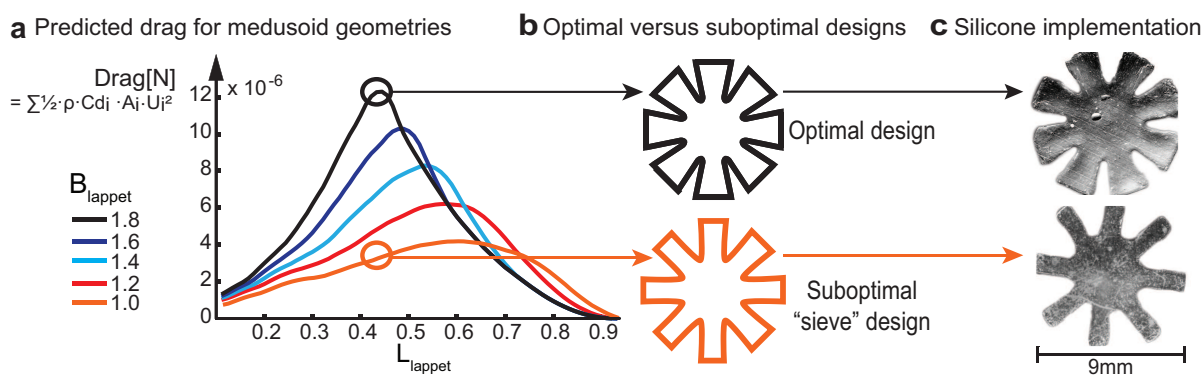 a Predicted drag for medusoid geometries
b Optimal versus suboptimal designs
c Silicone implementation
Drag[N]
= ∑½·ρ·Cdᵢ ·Aᵢ·Uᵢ²
x 10⁻⁶
12
10
8
6
4
2
0
B_lappet
1.8
1.6
1.4
1.2
1.0
0.2 0.3 0.4 0.5 0.6 0.7 0.8 0.9
L_lappet
Optimal design
Suboptimal
“sieve” design
9mm